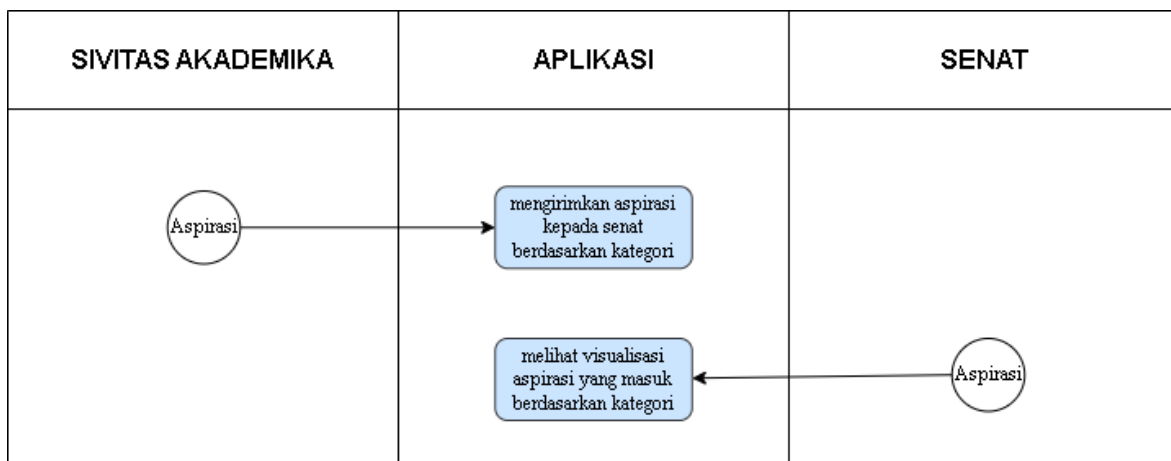 SIVITAS AKADEMIKA
APLIKASI
SENAT
Aspirasi
mengirimkan aspirasi
kepada senat
berdasarkan kategori
melihat visualisasi
aspirasi yang masuk
berdasarkan kategori
Aspirasi